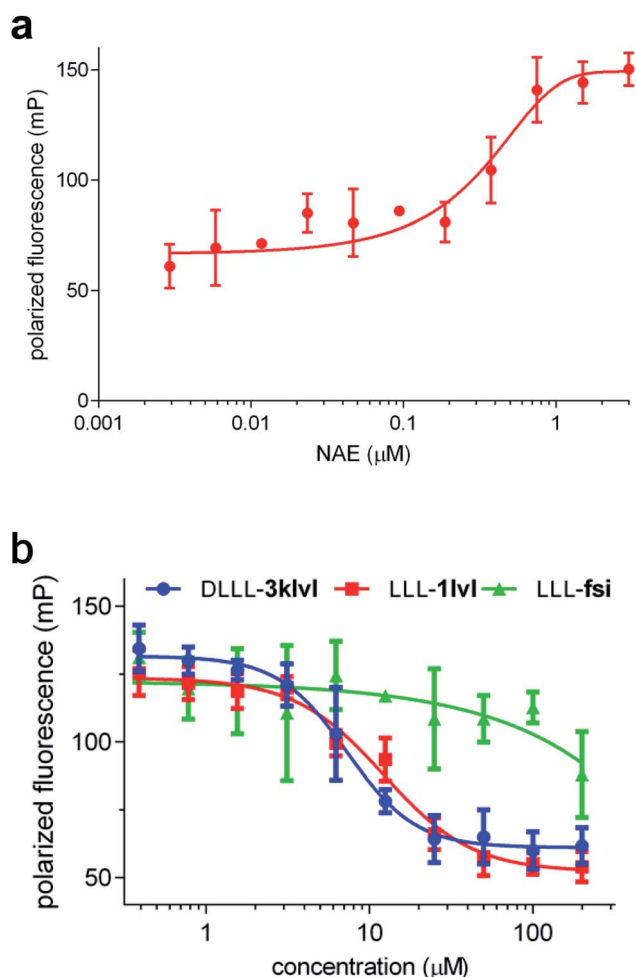 a
polarized fluorescence (mP)
150
100
50
0
0.001
0.01
0.1
1
NAE (μM)
b
DLLL-3klvl LLL-1lvl LLL-fsi
polarized fluorescence (mP)
150
100
50
1
10
100
concentration (μM)